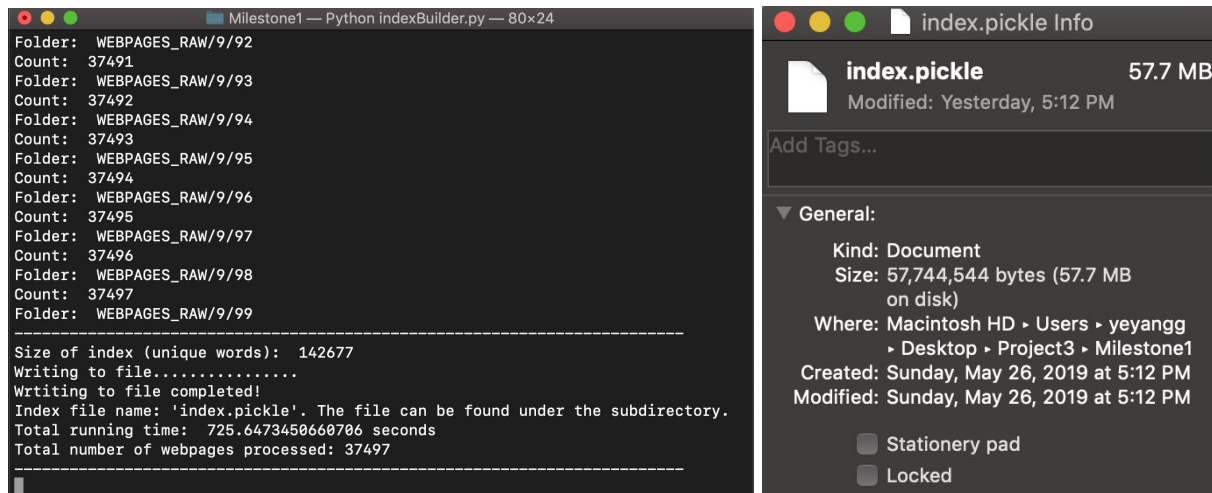 Milestone1 — Python indexBuilder.py — 80×24
Folder:  WEBPAGES_RAW/9/92
Count:  37491
Folder:  WEBPAGES_RAW/9/93
Count:  37492
Folder:  WEBPAGES_RAW/9/94
Count:  37493
Folder:  WEBPAGES_RAW/9/95
Count:  37494
Folder:  WEBPAGES_RAW/9/96
Count:  37495
Folder:  WEBPAGES_RAW/9/97
Count:  37496
Folder:  WEBPAGES_RAW/9/98
Count:  37497
Folder:  WEBPAGES_RAW/9/99
Size of index (unique words):  142677
Writing to file................
Wrtiting to file completed!
Index file name: 'index.pickle'. The file can be found under the subdirectory.
Total running time:  725.6473450660706 seconds
Total number of webpages processed: 37497
index.pickle Info
index.pickle 57.7 MB
Modified: Yesterday, 5:12 PM
Add Tags...
General:
Kind: Document
Size: 57,744,544 bytes (57.7 MB
on disk)
Where: Macintosh HD ▸ Users ▸ yeyangg
▸ Desktop ▸ Project3 ▸ Milestone1
Created: Sunday, May 26, 2019 at 5:12 PM
Modified: Sunday, May 26, 2019 at 5:12 PM
Stationery pad
Locked